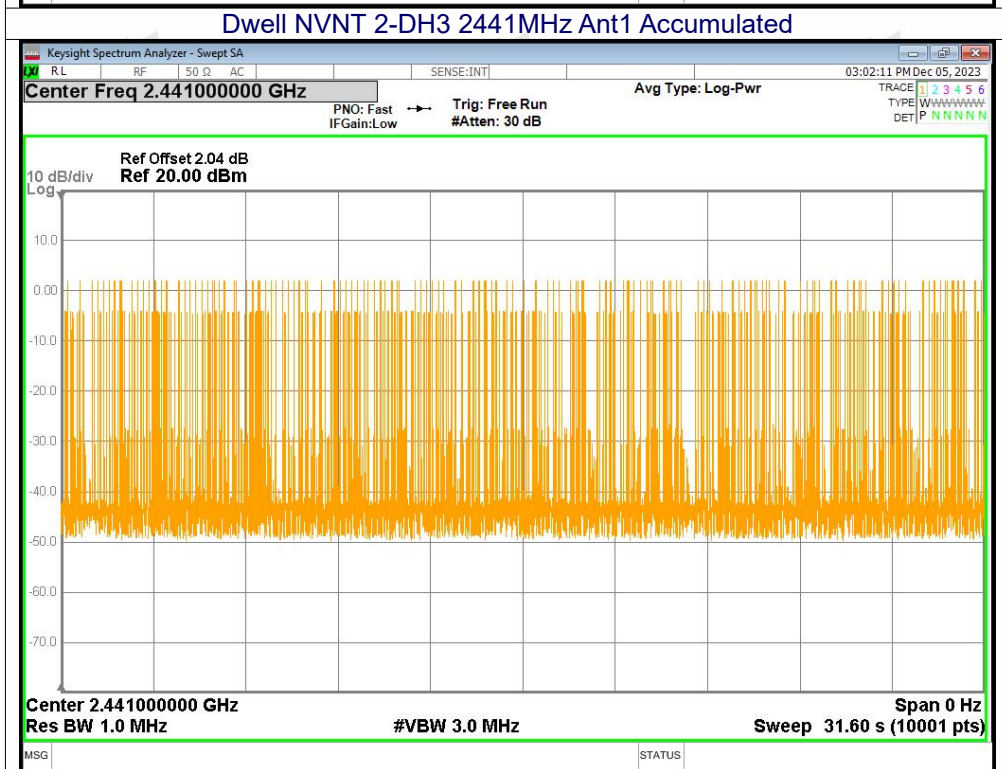 Dwell NVNT 2-DH3 2441MHz Ant1 Accumulated
Keysight Spectrum Analyzer - Swept SA
LXI RL RF 50 Ω AC SENSE:INT 03:02:11 PM Dec 05, 2023
Center Freq 2.441000000 GHz
PNO: Fast
IFGain:Low
Trig: Free Run
#Atten: 30 dB
Avg Type: Log-Pwr
TRACE 1 2 3 4 5 6
TYPE WWWWWW
DET P N N N N N
Ref Offset 2.04 dB
10 dB/div Ref 20.00 dBm
Log
10.0
0.00
-10.0
-20.0
-30.0
-40.0
-50.0
-60.0
-70.0
Center 2.441000000 GHz Span 0 Hz
Res BW 1.0 MHz #VBW 3.0 MHz Sweep 31.60 s (10001 pts)
MSG STATUS